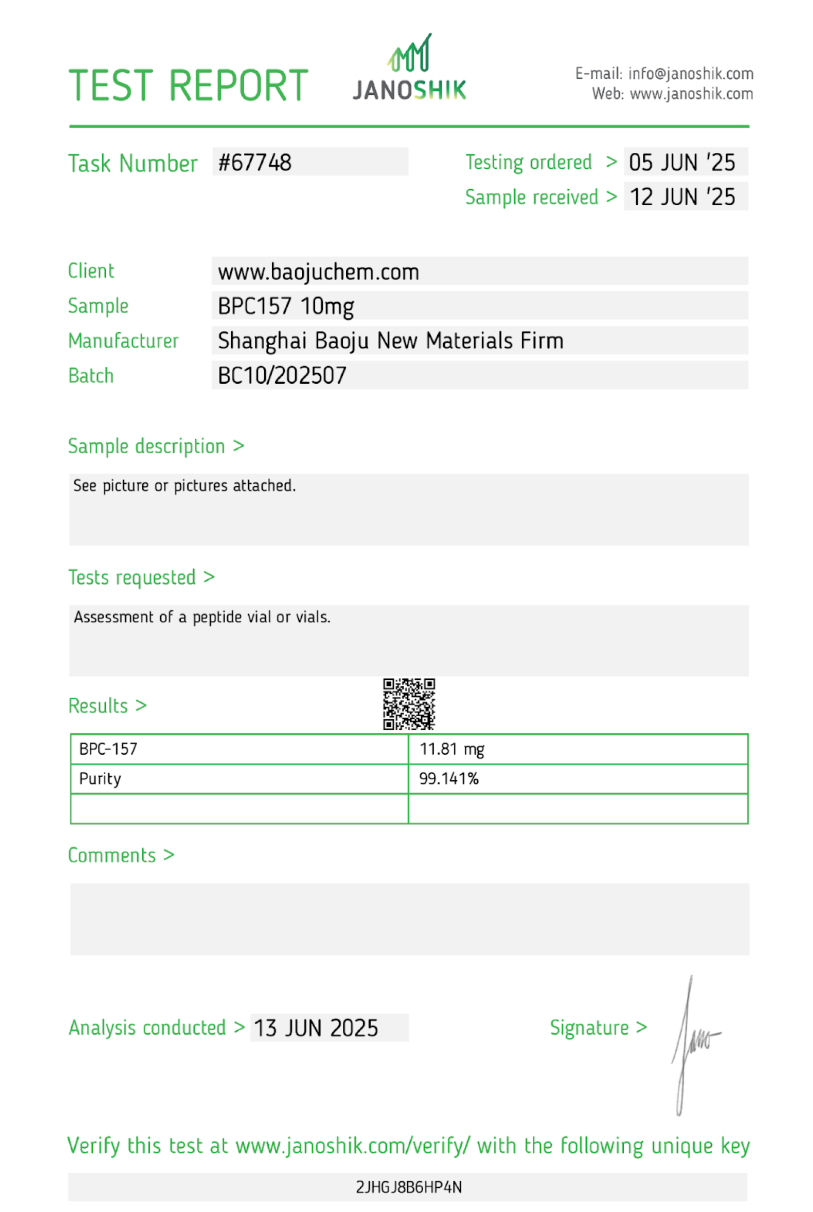 TEST REPORT
JANOSHIK
E-mail: info@janoshik.com
Web: www.janoshik.com
Task Number #67748
Testing ordered > 05 JUN '25
Sample received > 12 JUN '25
Client www.baojuchem.com
Sample BPC157 10mg
Manufacturer Shanghai Baoju New Materials Firm
Batch BC10/202507
Sample description >
See picture or pictures attached.
Tests requested >
Assessment of a peptide vial or vials.
Results >
BPC-157 11.81 mg
Purity 99.141%
Comments >
Analysis conducted > 13 JUN 2025
Signature > Jano
Verify this test at www.janoshik.com/verify/ with the following unique key
2JHGJ8B6HP4N